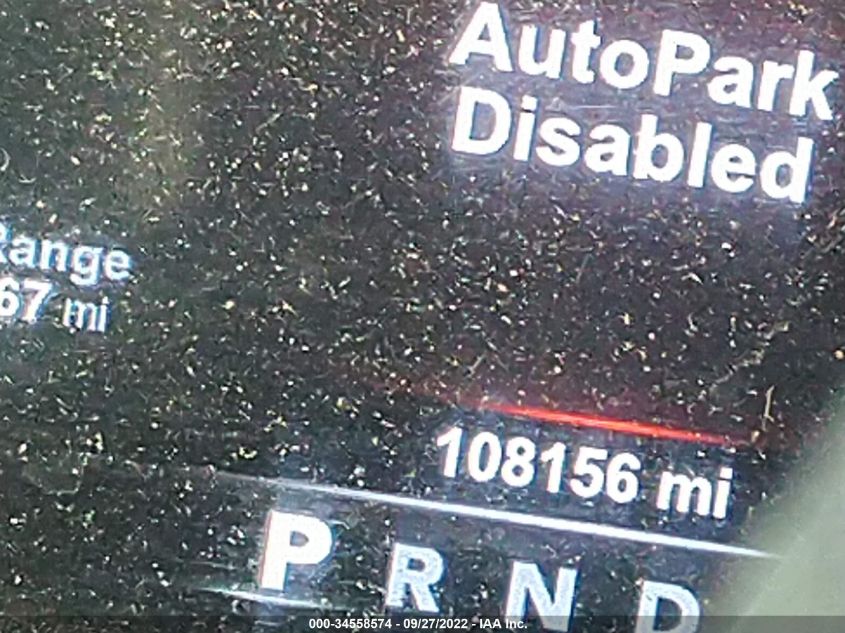 AutoPark
Disabled
Range
67 mi
108156 mi
P R N D
000-34558574 - 09/27/2022 - IAA Inc.